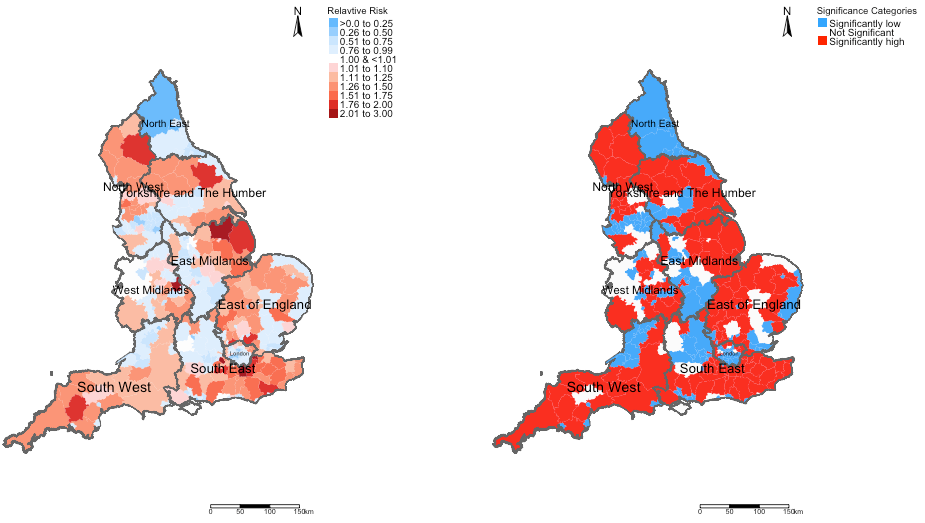 N
Relavtive Risk
>0.0 to 0.25
0.26 to 0.50
0.51 to 0.75
0.76 to 0.99
1.00 & <1.01
1.01 to 1.10
1.11 to 1.25
1.26 to 1.50
1.51 to 1.75
1.76 to 2.00
2.01 to 3.00
North East
North West
Yorkshire and The Humber
East Midlands
West Midlands
East of England
London
South East
South West
0 50 100 150km
N
Significance Categories
Significantly low
Not Significant
Significantly high
North East
North West
Yorkshire and The Humber
East Midlands
West Midlands
East of England
London
South East
South West
0 50 100 150km